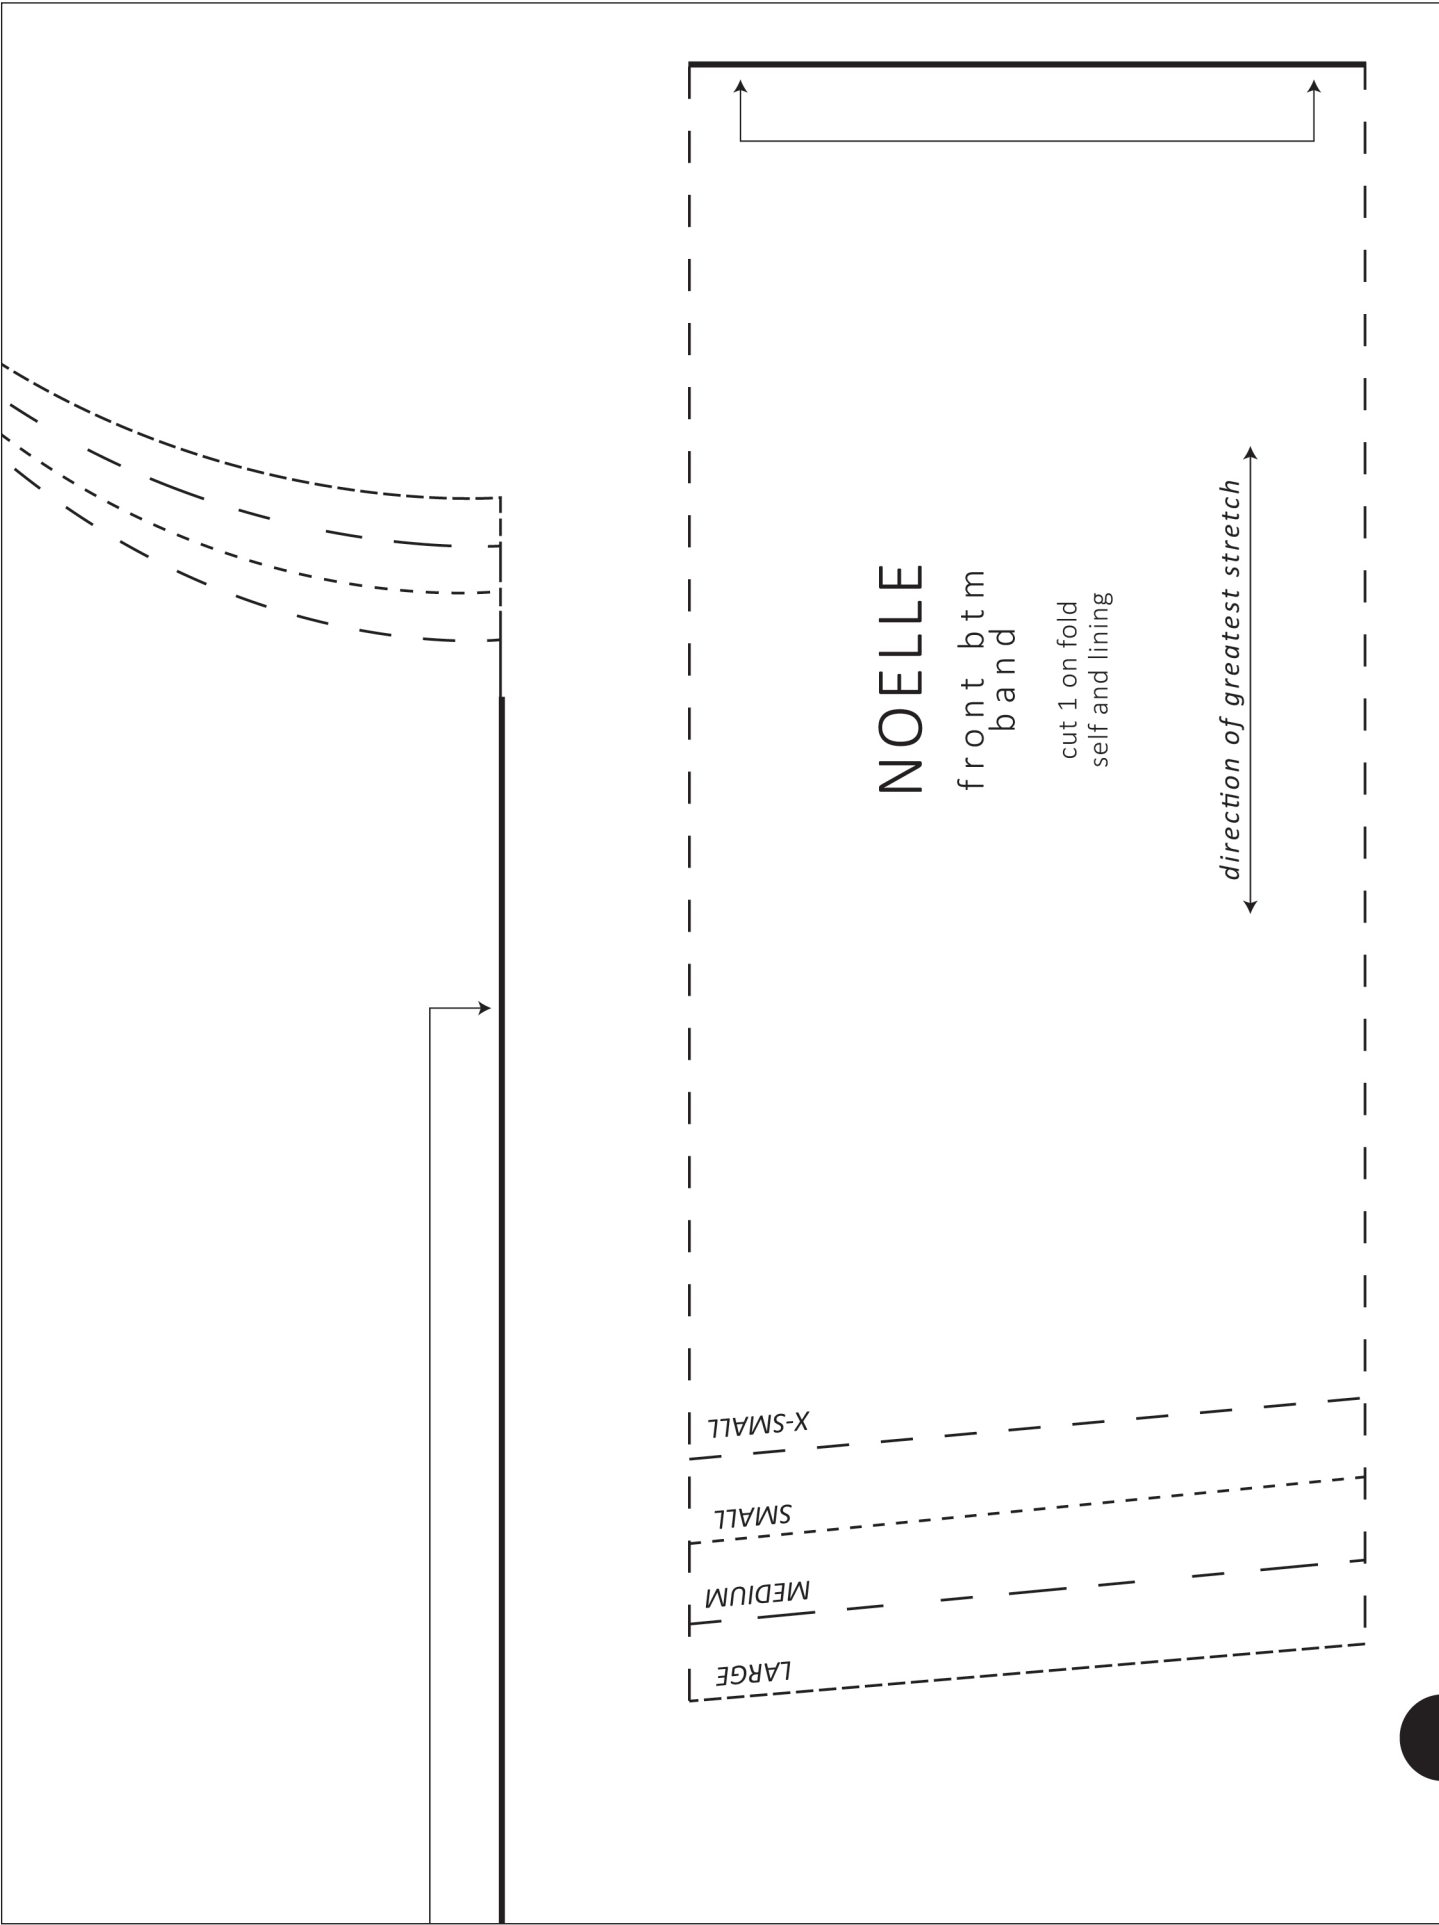 NOELLE
front btm
band
cut 1 on fold
self and lining
direction of greatest stretch
X-SMALL
SMALL
MEDIUM
LARGE